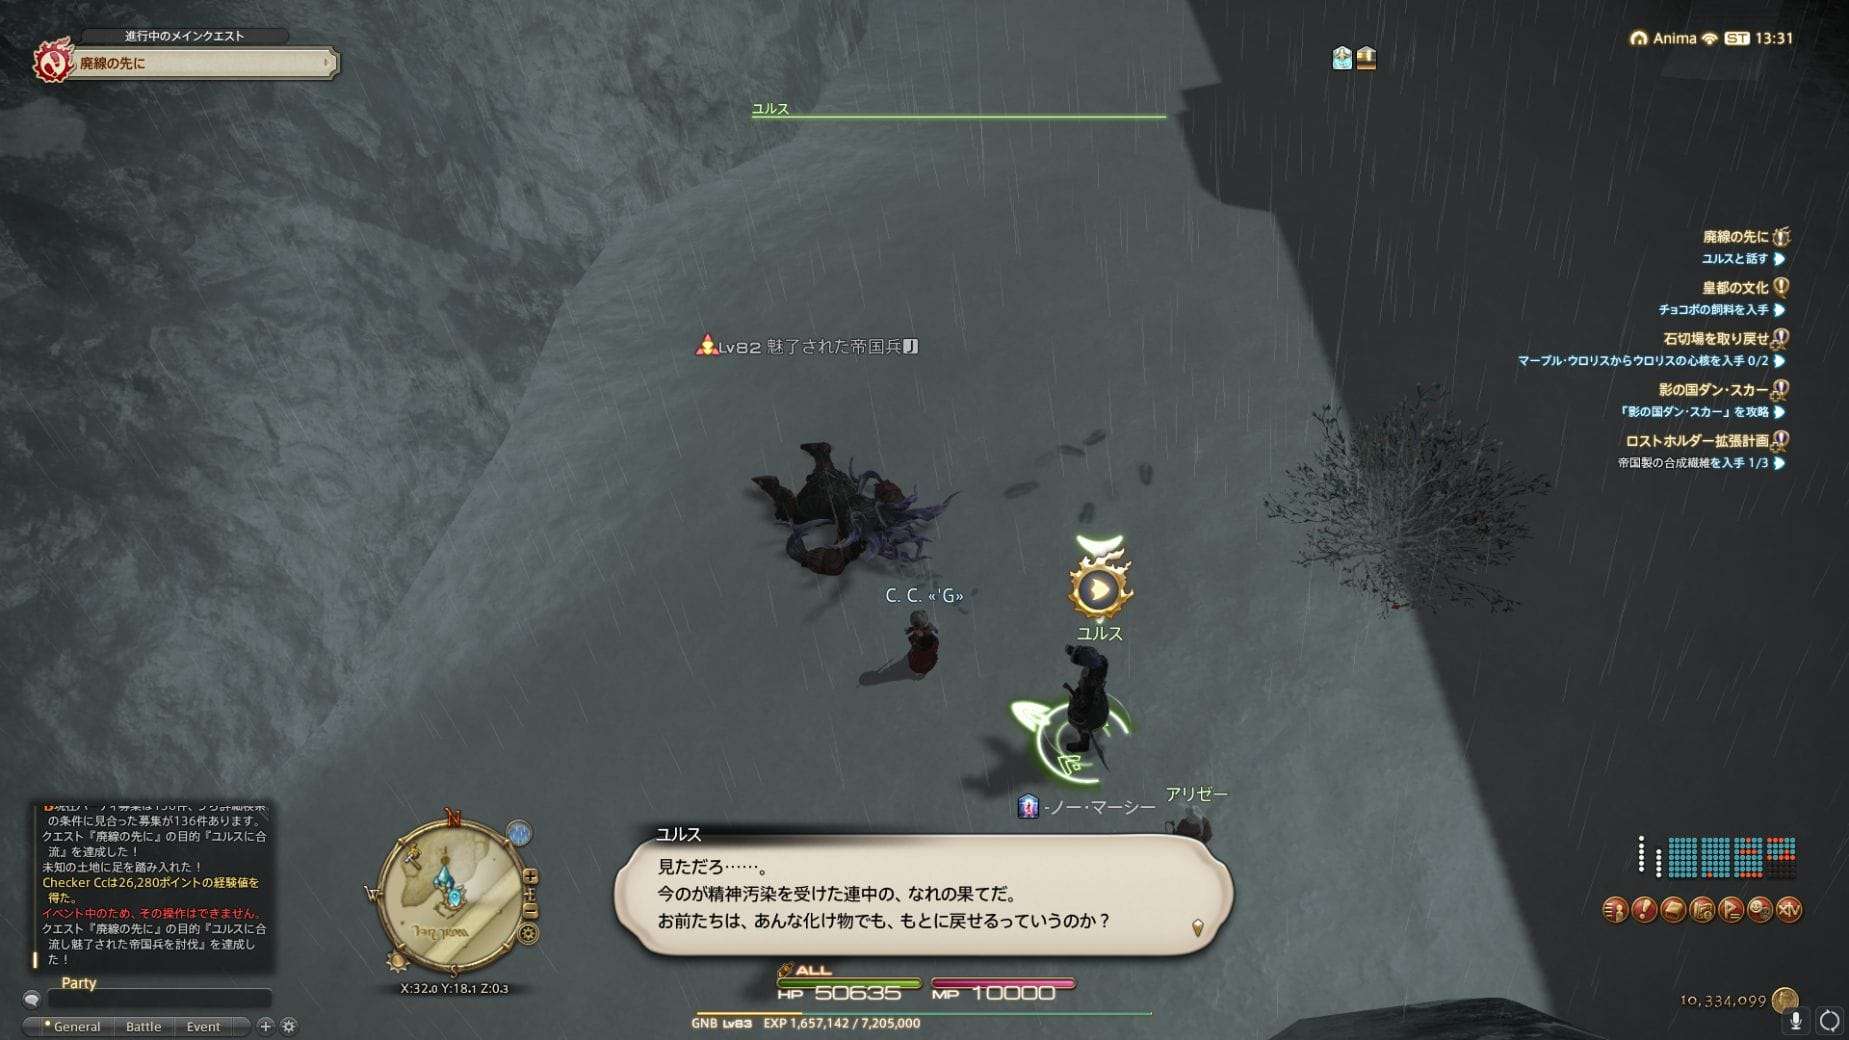 進行中のメインクエスト
廃線の先に
Anima ST 13:31
ユルス
廃線の先に
ユルスと話す
皇都の文化
チョコボの飼料を入手
石切場を取り戻せ
マーブル・ウロリスからウロリスの心核を入手 0/2
影の国ダン・スカー
「影の国ダン・スカー」を攻略
ロストホルダー拡張計画
帝国製の合成繊維を入手 1/3
Lv82 魅了された帝国兵J
C. C. «'G»
ユルス
-ノー・マーシー
アリゼー
の条件に見合った募集が136件あります。
クエスト『廃線の先に』の目的『ユルスに合
流』を達成した！
未知の土地に足を踏み入れた！
Checker Ccは26,280ポイントの経験値を
得た。
イベント中のため、その操作はできません。
クエスト『廃線の先に』の目的『ユルスに合
流し魅了された帝国兵を討伐』を達成し
た！
Party
General Battle Event
N
W
S
X:32.0 Y:18.1 Z:0.3
ユルス
見ただろ……。
今のが精神汚染を受けた連中の、なれの果てだ。
お前たちは、あんな化け物でも、もとに戻せるっていうのか？
ALL
HP 50635 MP 10000
GNB Lv83 EXP 1,657,142 / 7,205,000
XIV
10,334,099